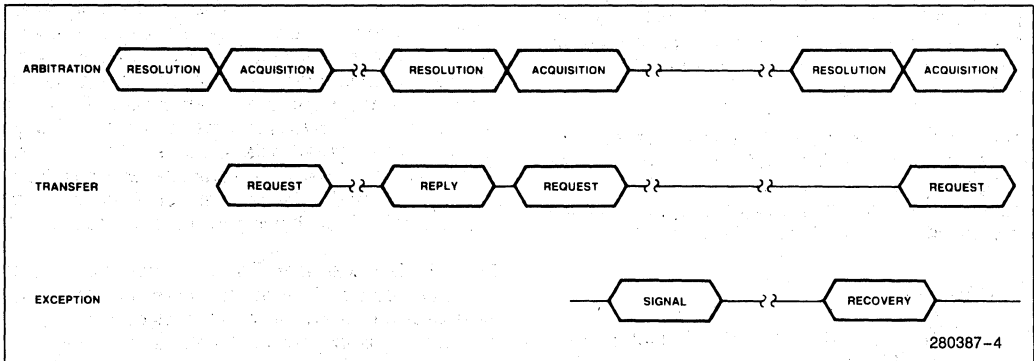 ARBITRATION RESOLUTION ACQUISITION RESOLUTION ACQUISITION RESOLUTION ACQUISITION
TRANSFER REQUEST REPLY REQUEST REQUEST
EXCEPTION SIGNAL RECOVERY
280387-4